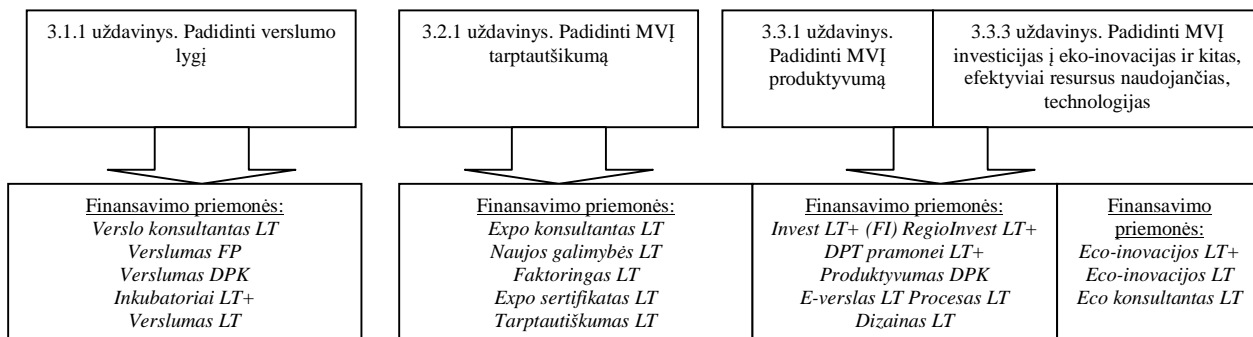 3.1.1 uždavinys. Padidinti verslumo
lygį
3.2.1 uždavinys. Padidinti MVĮ
tarptautšikumą
3.3.1 uždavinys.
Padidinti MVĮ
produktyvumą
3.3.3 uždavinys. Padidinti MVĮ
investicijas į eko-inovacijas ir kitas,
efektyviai resursus naudojančias,
technologijas
Finansavimo priemonės:
Verslo konsultantas LT
Verslumas FP
Verslumas DPK
Inkubatoriai LT+
Verslumas LT
Finansavimo priemonės:
Expo konsultantas LT
Naujos galimybės LT
Faktoringas LT
Expo sertifikatas LT
Tarptautiškumas LT
Finansavimo priemonės:
Invest LT+ (FI) RegioInvest LT+
DPT pramonei LT+
Produktyvumas DPK
E-verslas LT Procesas LT
Dizainas LT
Finansavimo
priemonės:
Eco-inovacijos LT+
Eco-inovacijos LT
Eco konsultantas LT